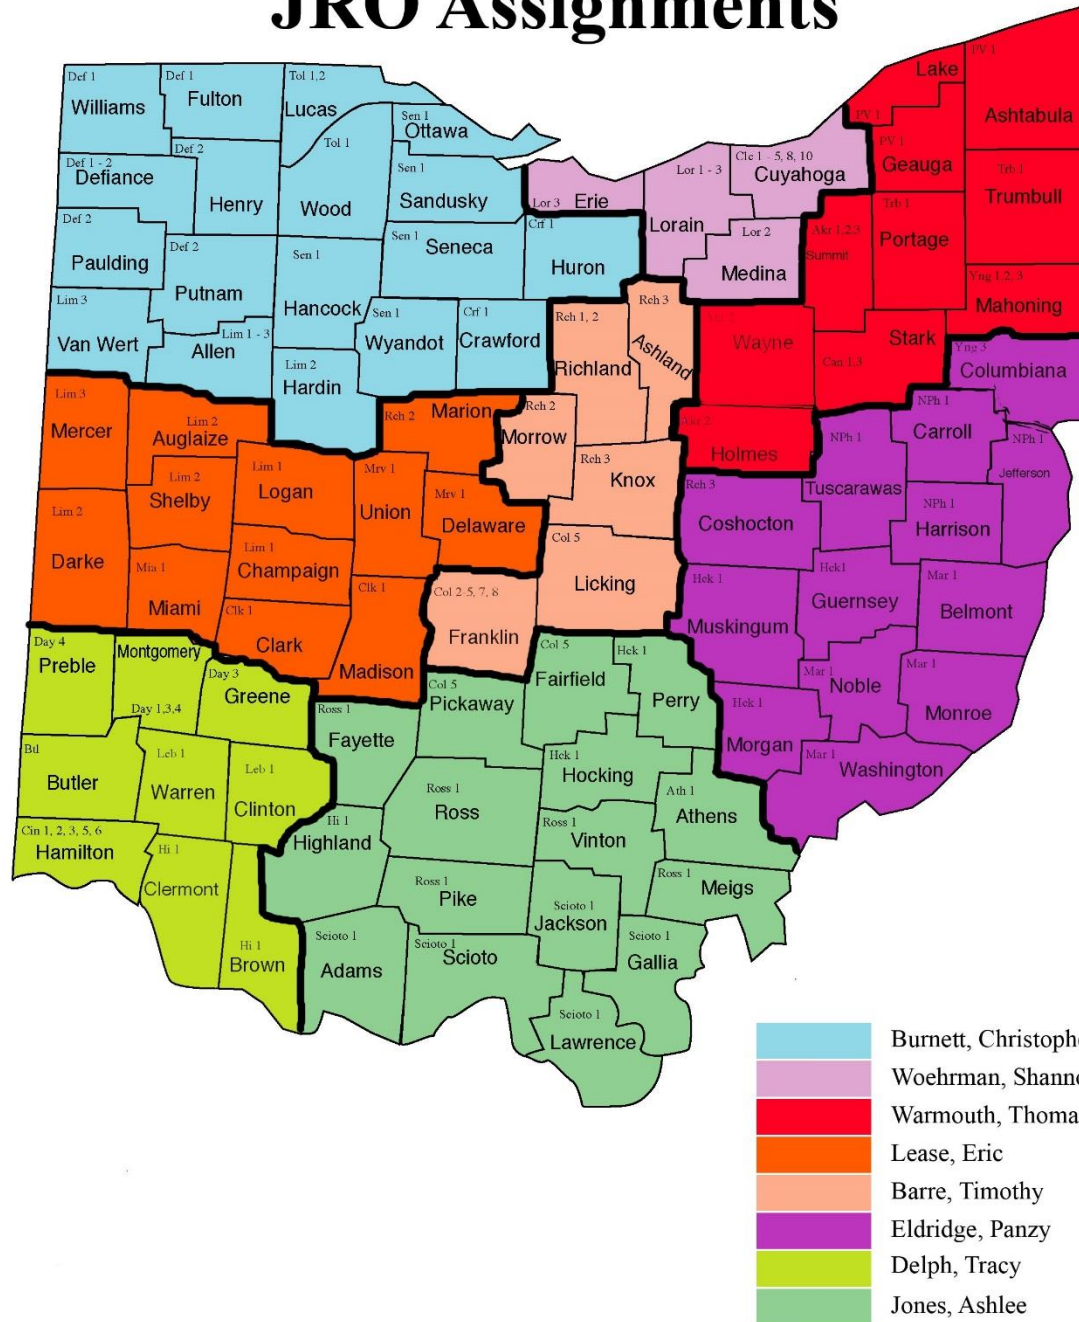 JRO Assignments
Def 1
Williams
Def 1
Fulton
Tol 1,2
Lucas
Tol 1
Wood
Sen 1
Ottawa
Def 1 - 2
Defiance
Def 2
Henry
Sen 1
Sandusky
Def 2
Paulding
Def 2
Putnam
Sen 1
Hancock
Sen 1
Seneca
Crf 1
Huron
Lim 3
Van Wert
Lim 1 - 3
Allen
Lim 2
Hardin
Sen 1
Wyandot
Crf 1
Crawford
Lor 3
Erie
Lor 1 - 3
Lorain
Cle 1 - 5, 8, 10
Cuyahoga
Lor 2
Medina
PV 1
Lake
PV 1
Geauga
PV 1
Ashtabula
Trb 1
Trumbull
Akr 1,2,3
Summit
Trb 1
Portage
Yng 1, 2, 3
Mahoning
Wayne
Can 1,3
Stark
Akr 2
Holmes
Lim 3
Mercer
Lim 2
Auglaize
Lim 2
Shelby
Lim 1
Logan
Rch 2
Marion
Mrv 1
Union
Mrv 1
Delaware
Lim 2
Darke
Mia 1
Miami
Lim 1
Champaign
Clk 1
Clark
Clk 1
Madison
Rch 1, 2
Richland
Rch 3
Ashland
Rch 2
Morrow
Rch 3
Knox
Col 5
Licking
Col 2-5, 7, 8
Franklin
Yng 3
Columbiana
NPh 1
Carroll
NPh 1
Tuscarawas
NPh 1
Jefferson
NPh 1
Harrison
Rch 3
Coshocton
Hck 1
Muskingum
Hck1
Guernsey
Mar 1
Belmont
Mar 1
Noble
Mar 1
Monroe
Hck 1
Morgan
Mar 1
Washington
Day 4
Preble
Montgomery
Day 1,3,4
Day 3
Greene
Btl
Butler
Leb 1
Warren
Leb 1
Clinton
Cin 1, 2, 3, 5, 6
Hamilton
Hi 1
Clermont
Hi 1
Brown
Ross 1
Fayette
Col 5
Pickaway
Col 5
Fairfield
Hck 1
Perry
Hck 1
Hocking
Ath 1
Athens
Ross 1
Ross
Ross 1
Vinton
Hi 1
Highland
Ross 1
Pike
Ross 1
Meigs
Scioto 1
Jackson
Scioto 1
Adams
Scioto 1
Scioto
Scioto 1
Gallia
Scioto 1
Lawrence
Burnett, Christophe
Woehrman, Shanno
Warmouth, Thoma
Lease, Eric
Barre, Timothy
Eldridge, Panzy
Delph, Tracy
Jones, Ashlee